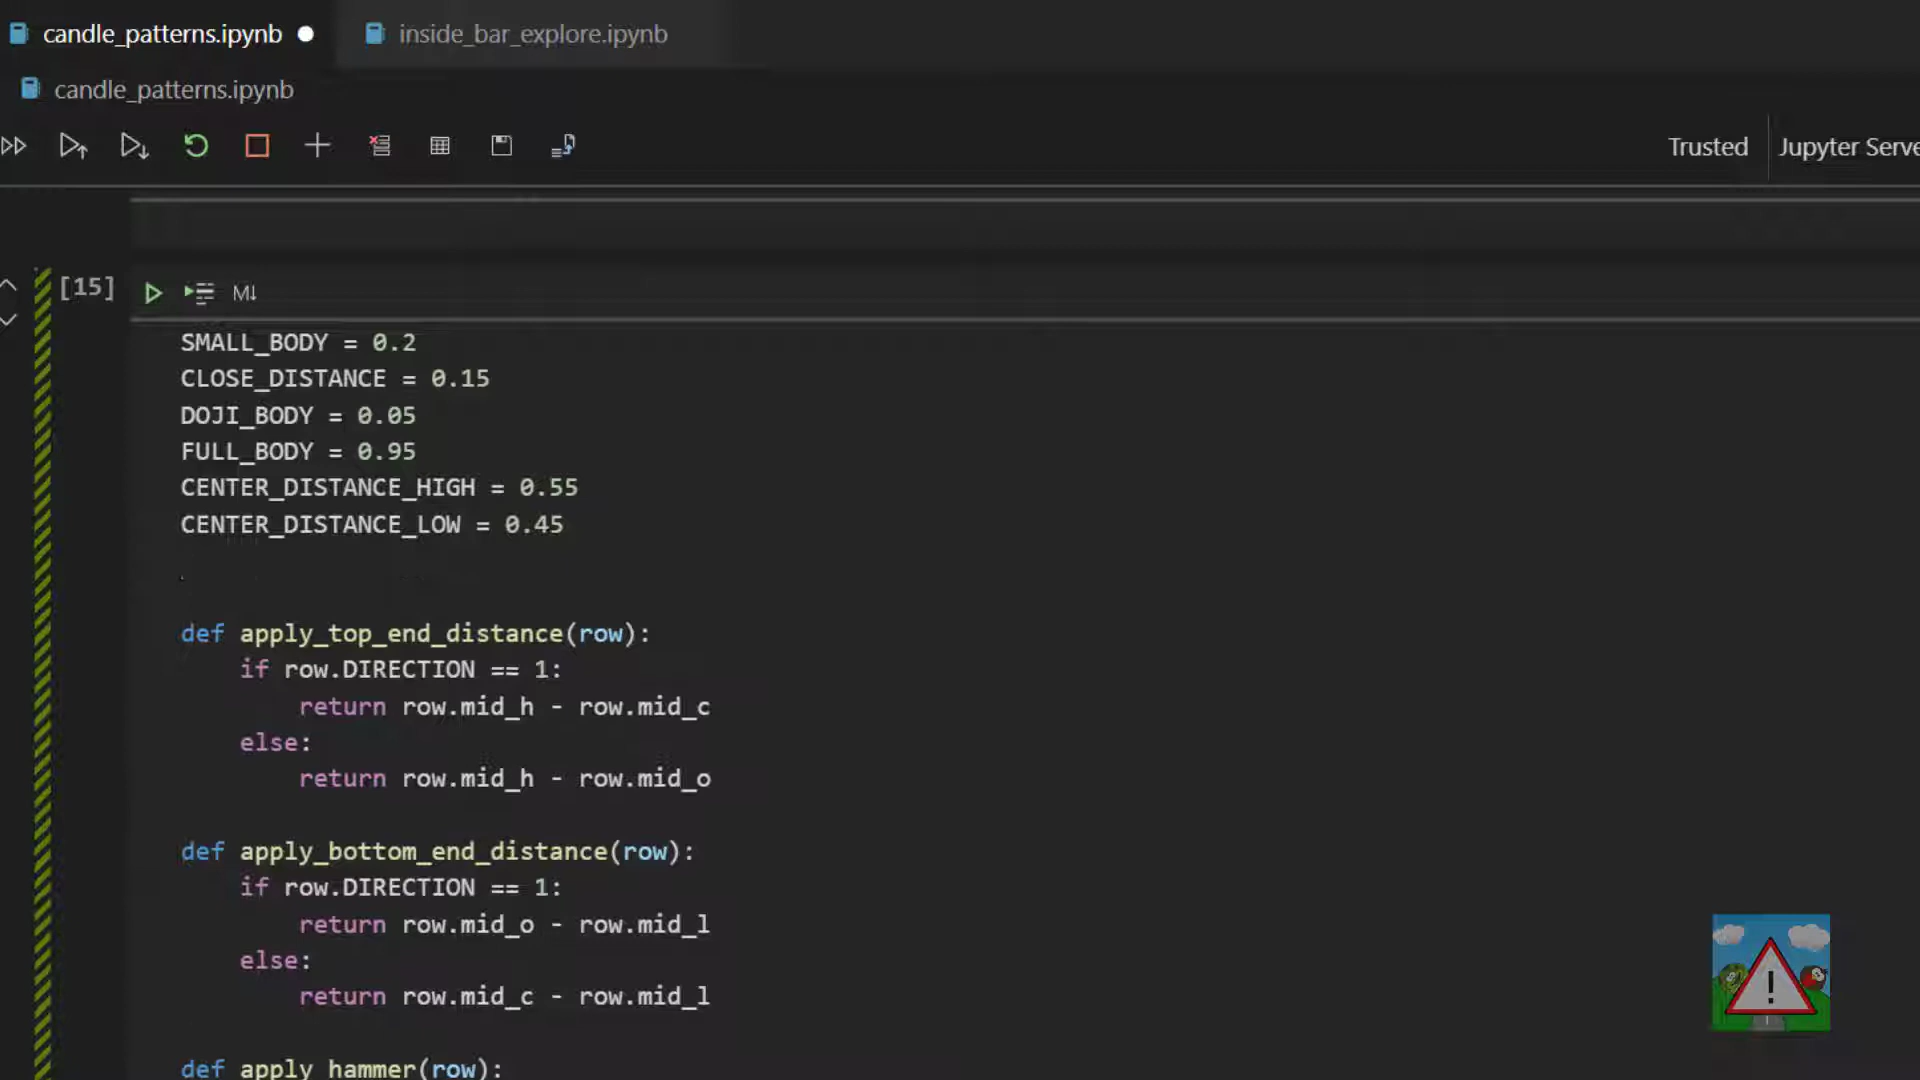 candle_patterns.ipynb
inside_bar_explore.ipynb
candle_patterns.ipynb
Trusted
Jupyter Serve
[15]
M↓
SMALL_BODY = 0.2
CLOSE_DISTANCE = 0.15
DOJI_BODY = 0.05
FULL_BODY = 0.95
CENTER_DISTANCE_HIGH = 0.55
CENTER_DISTANCE_LOW = 0.45
def apply_top_end_distance(row):
    if row.DIRECTION == 1:
        return row.mid_h - row.mid_c
    else:
        return row.mid_h - row.mid_o
def apply_bottom_end_distance(row):
    if row.DIRECTION == 1:
        return row.mid_o - row.mid_l
    else:
        return row.mid_c - row.mid_l
def apply_hammer(row):
!